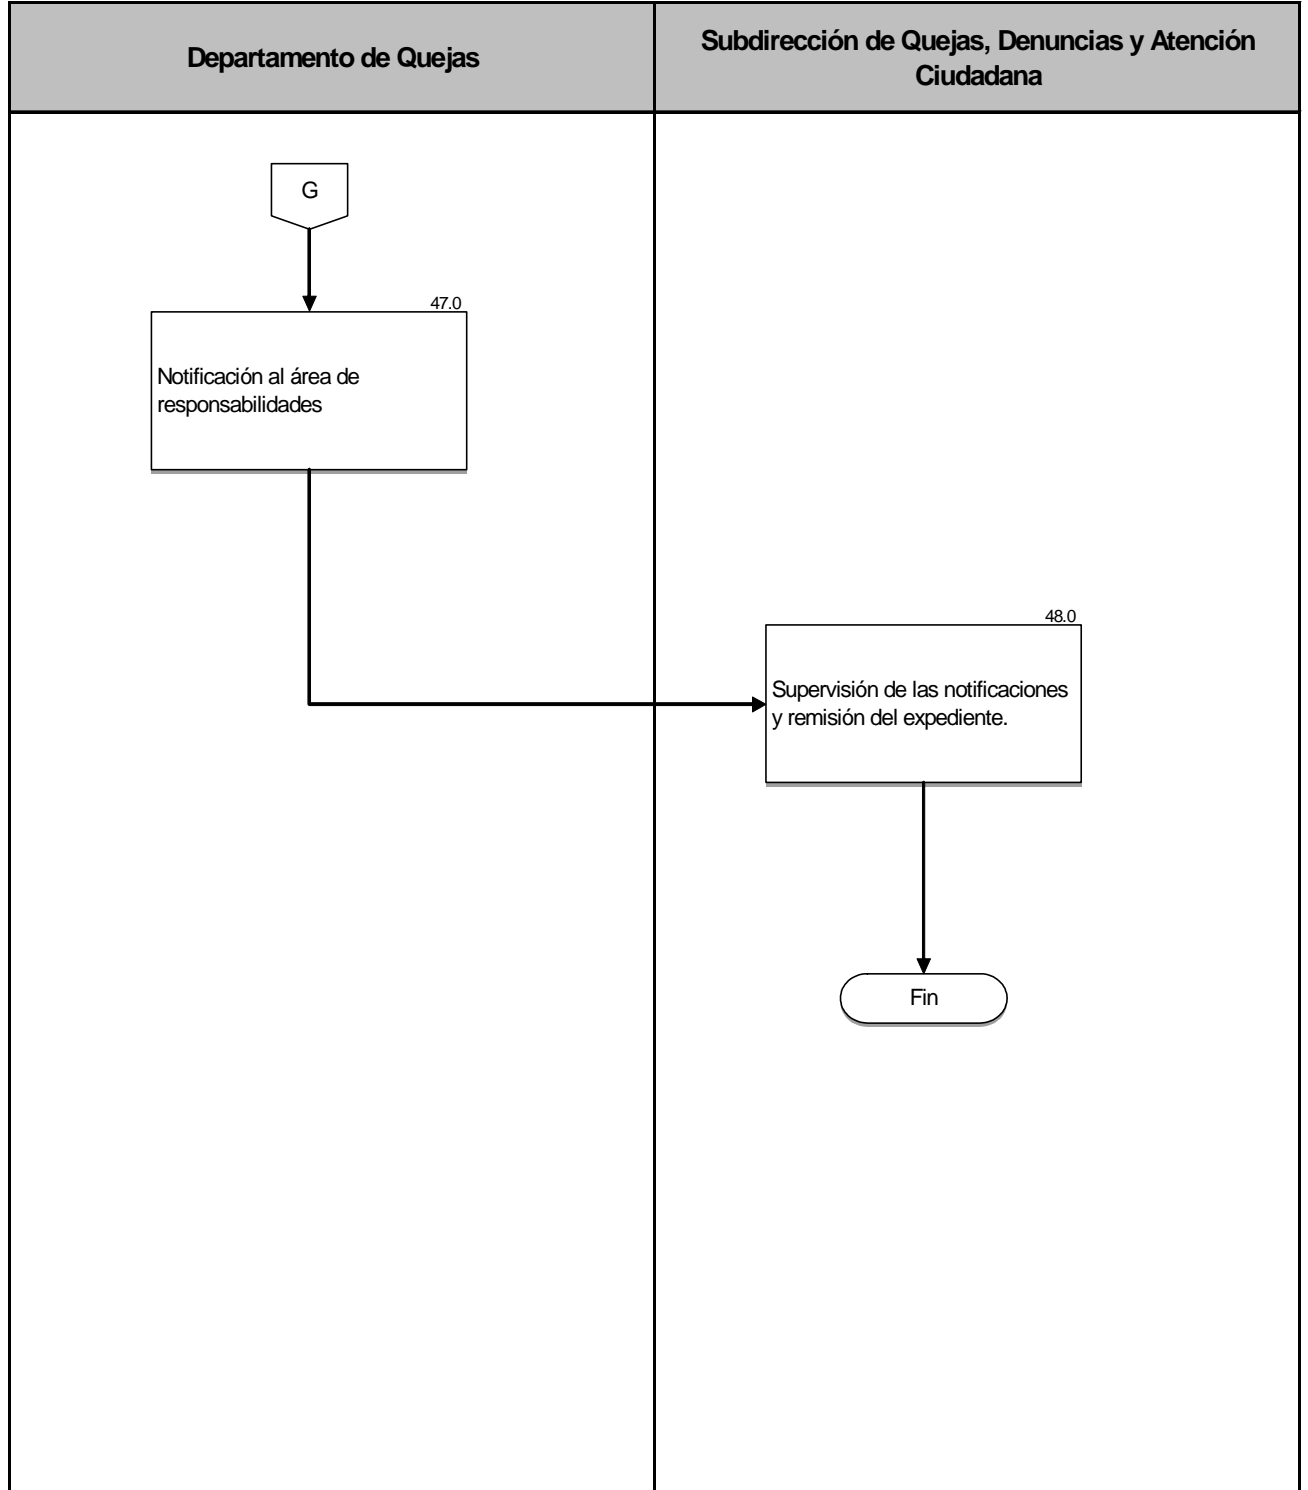 Departamento de Quejas
Subdirección de Quejas, Denuncias y Atención
Ciudadana
G
47.0
Notificación al área de
responsabilidades
48.0
Supervisión de las notificaciones
y remisión del expediente.
Fin